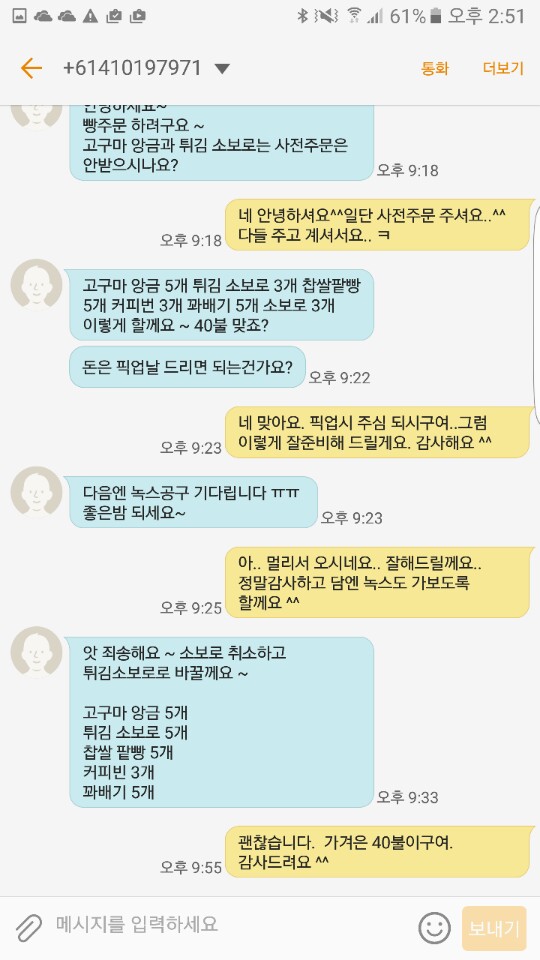 61% 오후 2:51
+61410197971
통화
더보기
안녕하세요~
빵주문 하려구요 ~
고구마 앙금과 튀김 소보로는 사전주문은
안받으시나요?
오후 9:18
네 안녕하셔요^^일단 사전주문 주셔요..^^
다들 주고 계셔서요.. ㅋ
오후 9:18
고구마 앙금 5개 튀김 소보로 3개 찹쌀팥빵
5개 커피번 3개 꽈배기 5개 소보로 3개
이렇게 할께요 ~ 40불 맞죠?
돈은 픽업날 드리면 되는건가요?
오후 9:22
네 맞아요. 픽업시 주심 되시구여..그럼
이렇게 잘준비해 드릴게요. 감사해요 ^^
오후 9:23
다음엔 녹스공구 기다립니다 ㅠㅠ
좋은밤 되세요~
오후 9:23
아.. 멀리서 오시네요.. 잘해드릴께요..
정말감사하고 담엔 녹스도 가보도록
할께요 ^^
오후 9:25
앗 죄송해요 ~ 소보로 취소하고
튀김소보로로 바꿀께요 ~
고구마 앙금 5개
튀김 소보로 5개
찹쌀 팥빵 5개
커피빈 3개
꽈배기 5개
오후 9:33
괜찮습니다. 가겨은 40불이구여.
감사드려요 ^^
오후 9:55
메시지를 입력하세요
보내기